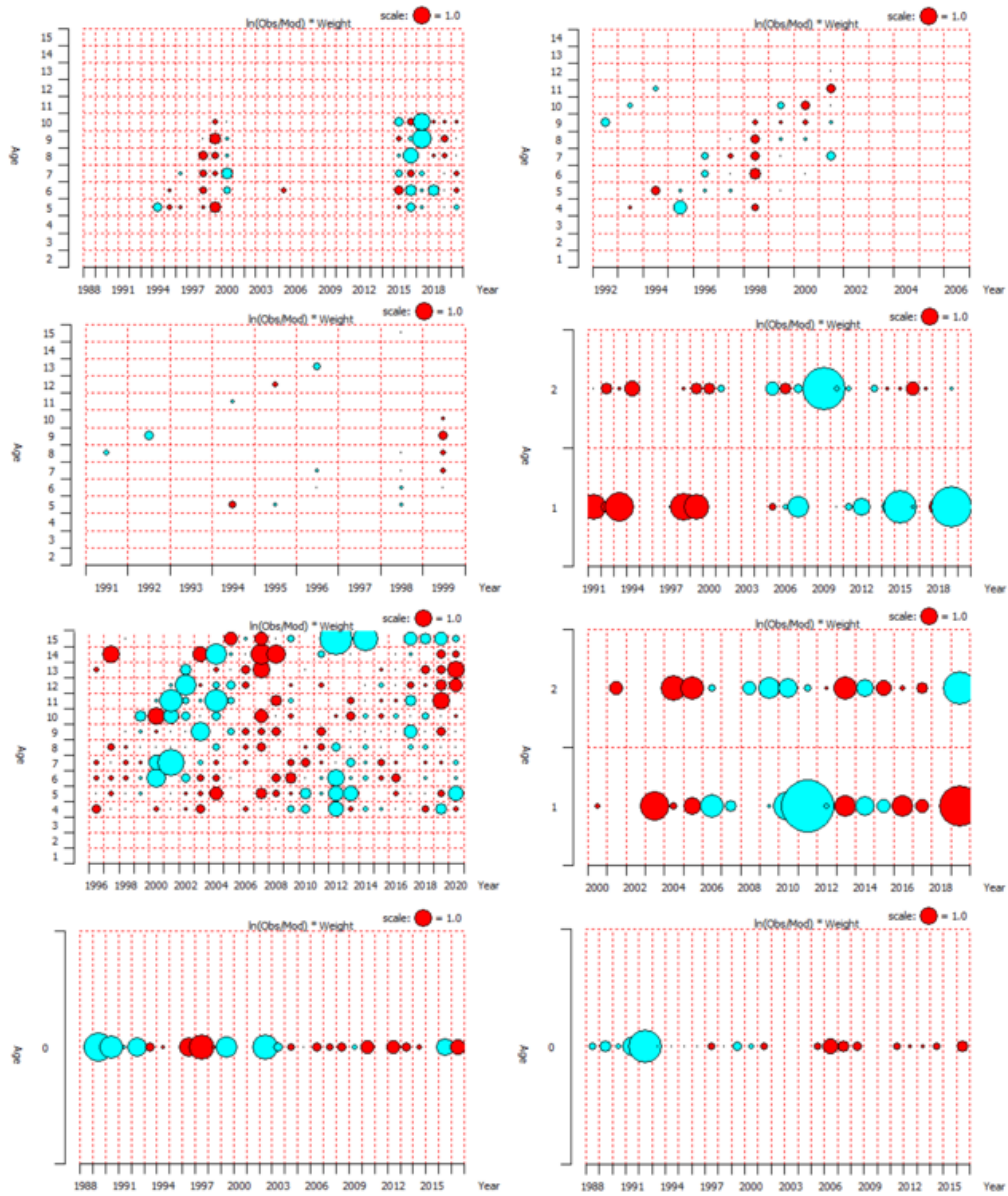 ln(Obs/Mod) * Weight scale: = 1.0
15
14
13
12
11
10
9
8
7
6
5
4
3
2
Age
1988 1991 1994 1997 2000 2003 2006 2009 2012 2015 2018 Year
ln(Obs/Mod) * Weight scale: = 1.0
14
13
12
11
10
9
8
7
6
5
4
3
2
1
Age
1992 1994 1996 1998 2000 2002 2004 2006 Year
ln(Obs/Mod) * Weight scale: = 1.0
15
14
13
12
11
10
9
8
7
6
5
4
3
2
Age
1991 1992 1993 1994 1995 1996 1997 1998 1999 Year
ln(Obs/Mod) * Weight scale: = 1.0
2
1
Age
1991 1994 1997 2000 2006 2009 2012 2015 2018 Year
ln(Obs/Mod) * Weight scale: = 1.0
15
14
13
12
11
10
9
8
7
6
5
4
3
2
1
Age
1996 1998 2000 2002 2004 2006 2008 2010 2012 2014 2016 2018 2020 Year
ln(Obs/Mod) * Weight scale: = 1.0
2
1
Age
2000 2002 2004 2006 2008 2010 2012 2014 2016 2018 Year
ln(Obs/Mod) * Weight scale: = 1.0
0
Age
1988 1991 1994 1997 2000 2003 2006 2009 2012 2015 Year
ln(Obs/Mod) * Weight scale: = 1.0
0
Age
1988 1991 1994 1997 2000 2003 2006 2009 2012 2015 Year